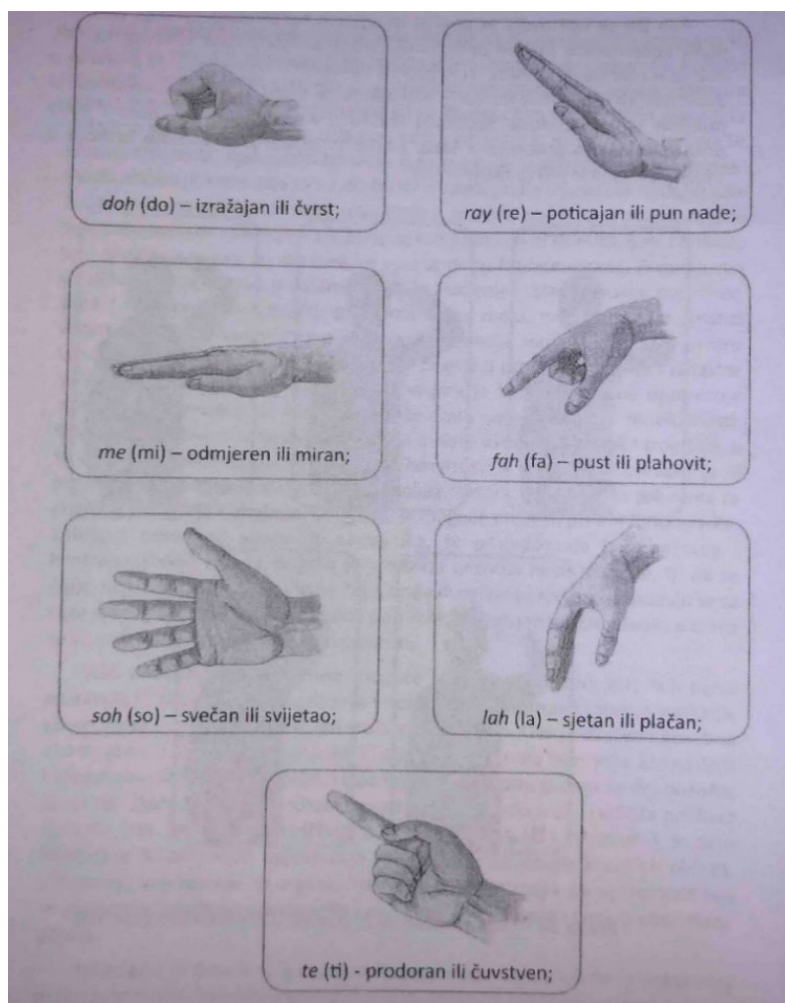 doh (do) – izražajan ili čvrst;
ray (re) – poticajan ili pun nade;
me (mi) – odmjeren ili miran;
fah (fa) – pust ili plahovit;
soh (so) – svečan ili svijetao;
lah (la) – sjetan ili plačan;
te (ti) - prodoran ili čuvstven;